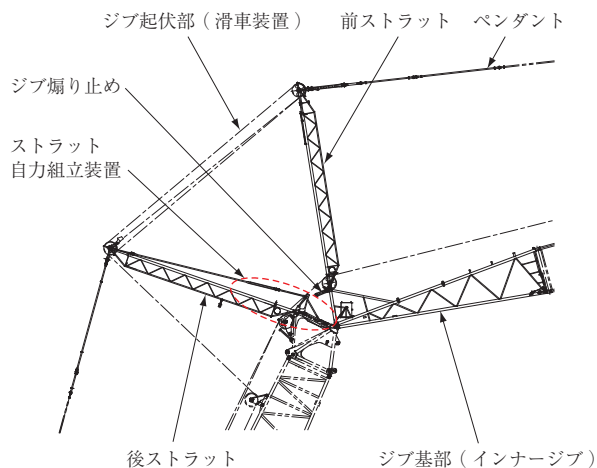 ジブ起伏部 ( 滑車装置 )
前ストラット
ペンダント
ジブ煽り止め
ストラット
自力組立装置
後ストラット
ジブ基部 ( インナージブ )